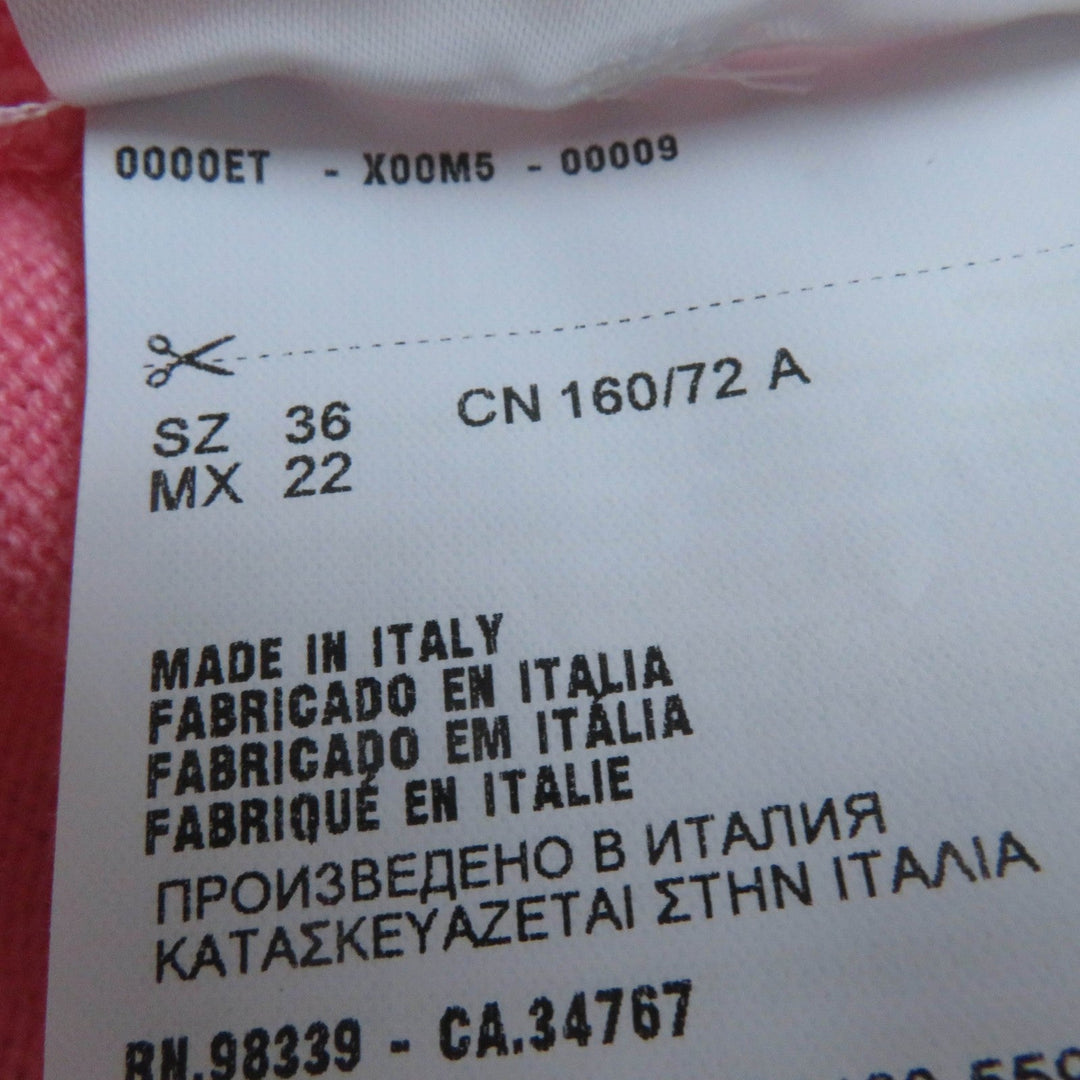 0000ET - X00M5 - 00009
SZ 36 CN 160/72 A
MX 22
MADE IN ITALY
FABRICADO EN ITALIA
FABRICADO EM ITÁLIA
FABRIQUÉ EN ITALIE
ПРОИЗВЕДЕНО В ИТАЛИЯ
ΚΑΤΑΣΚΕΥΑΖΕΤΑΙ ΣΤΗΝ ΙΤΑΛΙΑ
RN.98339 - CA.34767